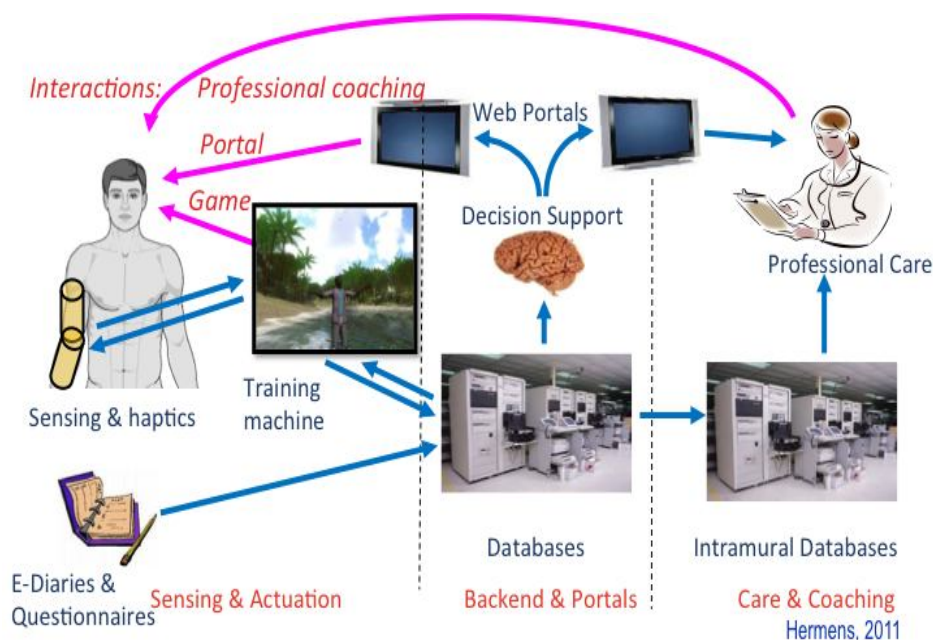 Interactions: Professional coaching
Web Portals
Portal
Game
Decision Support
Professional Care
Sensing & haptics
Training
machine
Databases
Intramural Databases
E-Diaries &
Questionnaires
Sensing & Actuation
Backend & Portals
Care & Coaching
Hermens, 2011